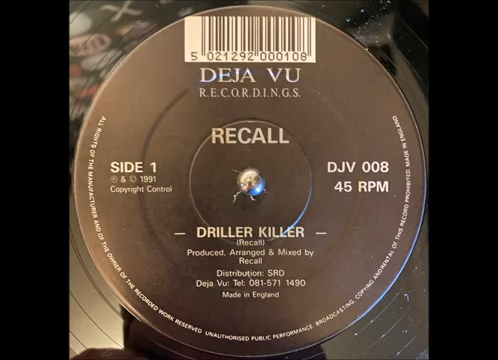 5 021292 000108
DEJA VU
R.E.C.O.R.D.I.N.G.S.
RECALL
SIDE 1
℗ & © 1991
Copyright Control
DJV 008
45 RPM
— DRILLER KILLER —
(Recall)
Produced, Arranged & Mixed by
Recall
Distribution: SRD
Deja Vu: Tel: 081-571 1490
Made in England
ALL RIGHTS OF THE MANUFACTURER AND OF THE OWNER OF THE RECORDED WORK RESERVED. UNAUTHORISED PUBLIC PERFORMANCE, BROADCASTING, COPYING AND RENTAL OF THIS RECORD PROHIBITED. MADE IN ENGLAND